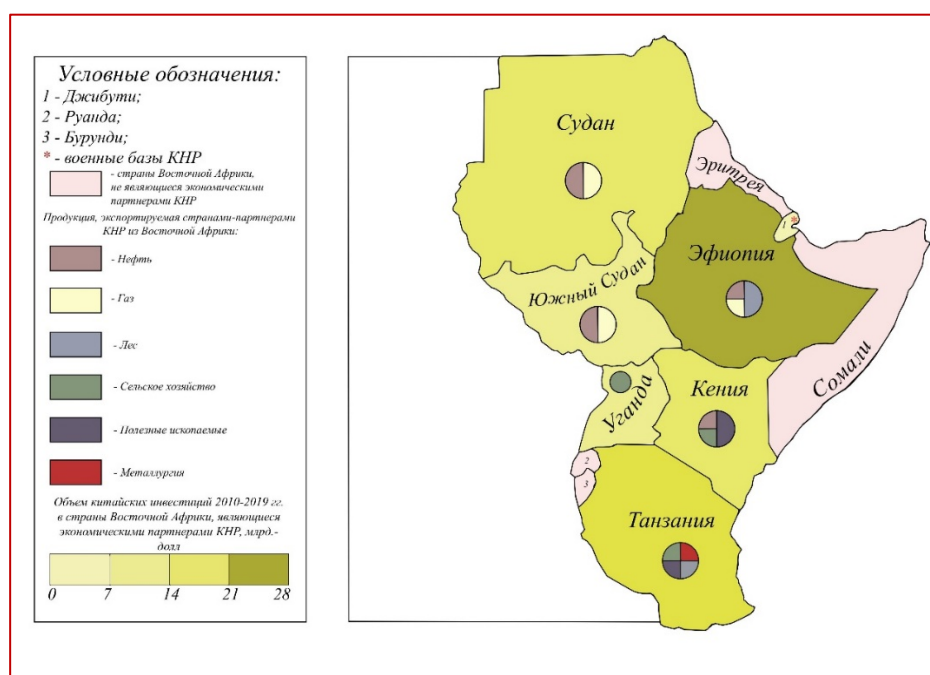 Условные обозначения:
1 - Джибути;
2 - Руанда;
3 - Бурунди;
* - военные базы КНР
- страны Восточной Африки,
не являющиеся экономическими
партнерами КНР
Продукция, экспортируемая странами-партнерами
КНР из Восточной Африки:
- Нефть
- Газ
- Лес
- Сельское хозяйство
- Полезные ископаемые
- Металлургия
Объем китайских инвестиций 2010-2019 гг.
в страны Восточной Африки, являющиеся
экономическими партнерами КНР, млрд.-
долл
0 7 14 21 28
Судан
Эритрея
1 *
Эфиопия
Южный Судан
Сомали
Уганда
Кения
2
3
Танзания